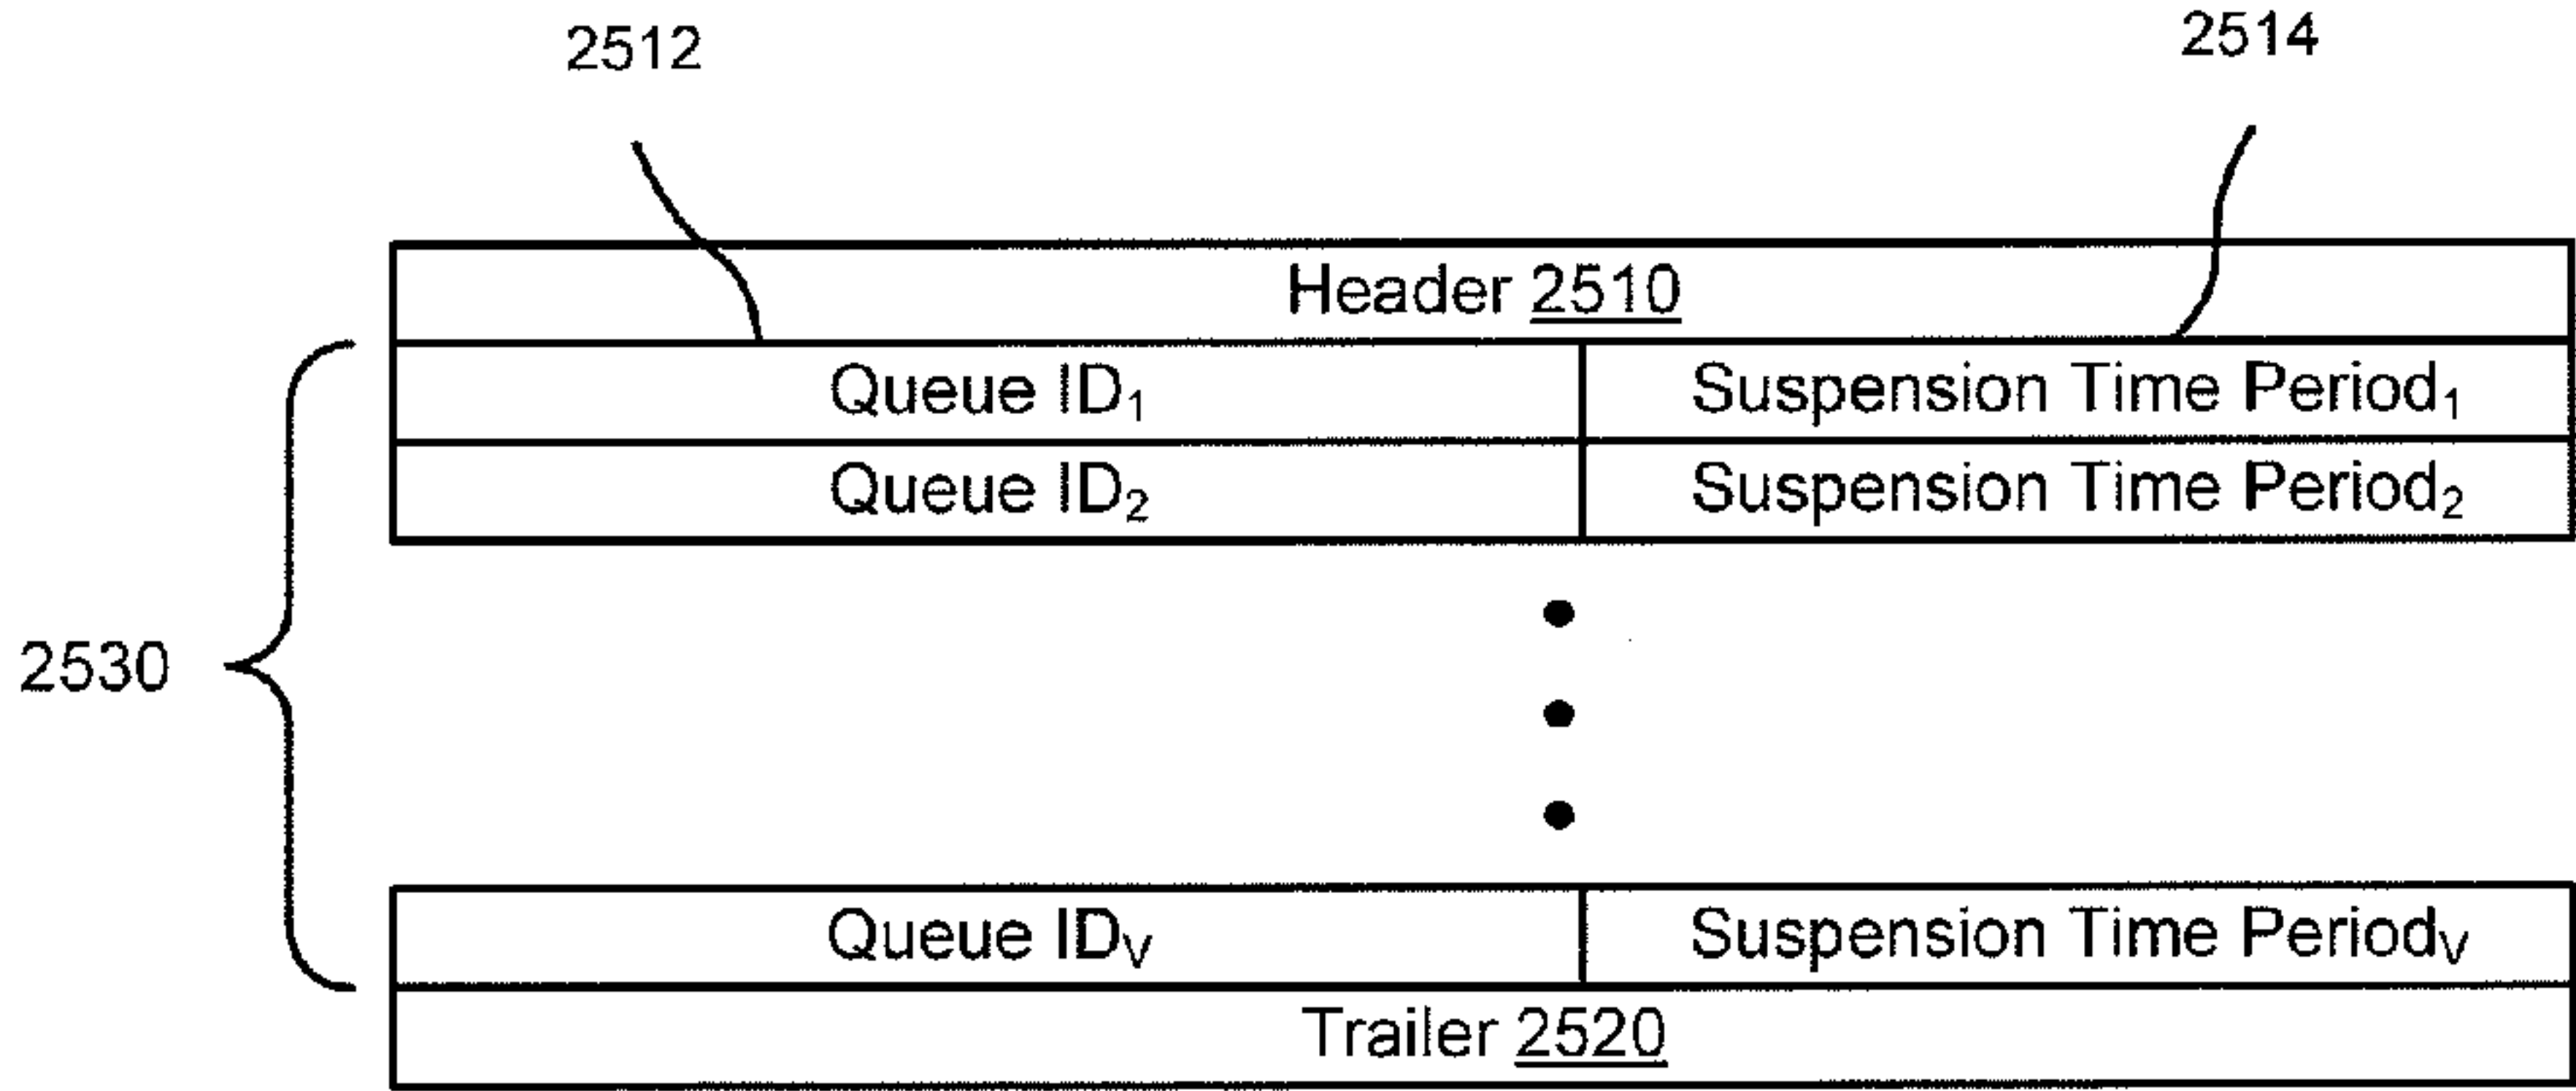 2512 2514
Header 2510
Queue ID₁ Suspension Time Period₁
Queue ID₂ Suspension Time Period₂
2530
Queue IDᵥ Suspension Time Periodᵥ
Trailer 2520